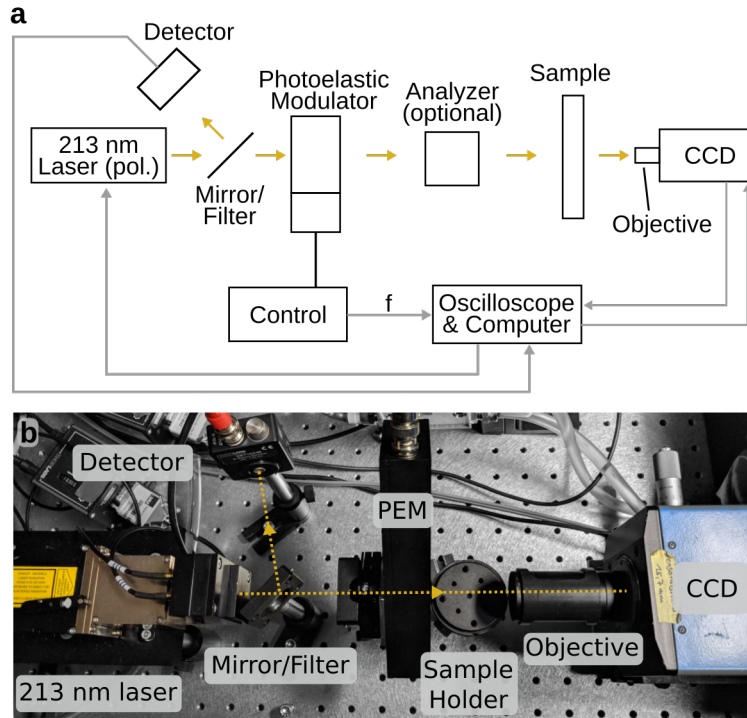 a
Detector
Photoelastic
Modulator
Analyzer
(optional)
Sample
213 nm
Laser (pol.)
Mirror/
Filter
CCD
Objective
Control
f
Oscilloscope
& Computer
b
Detector
PEM
CCD
Objective
Mirror/Filter
Sample
Holder
213 nm laser